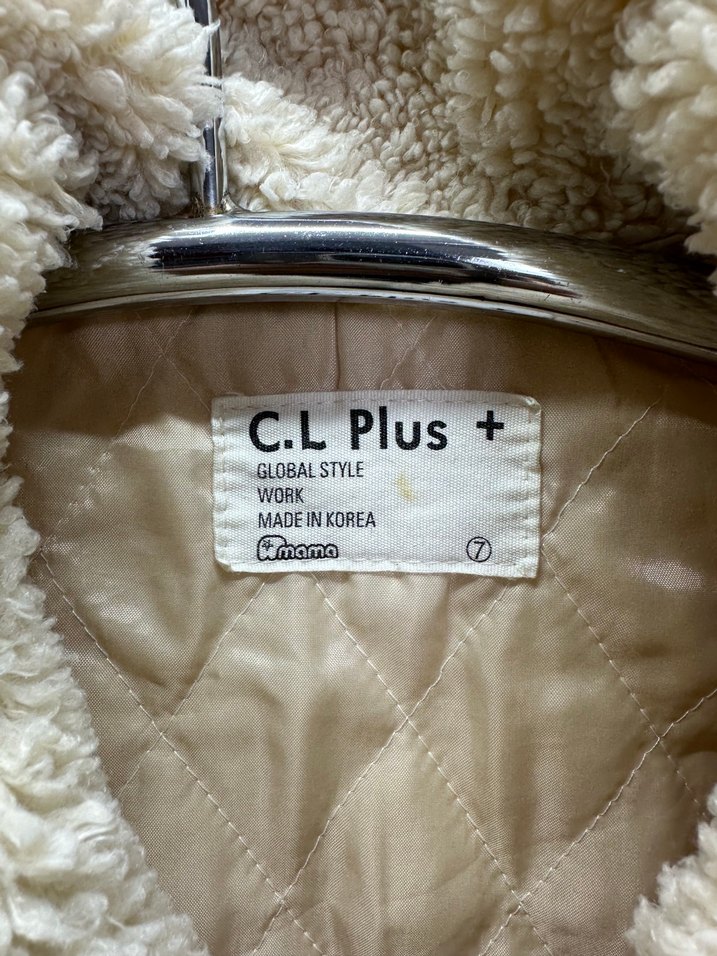 C.L Plus +
GLOBAL STYLE
WORK
MADE IN KOREA
mama ⑦